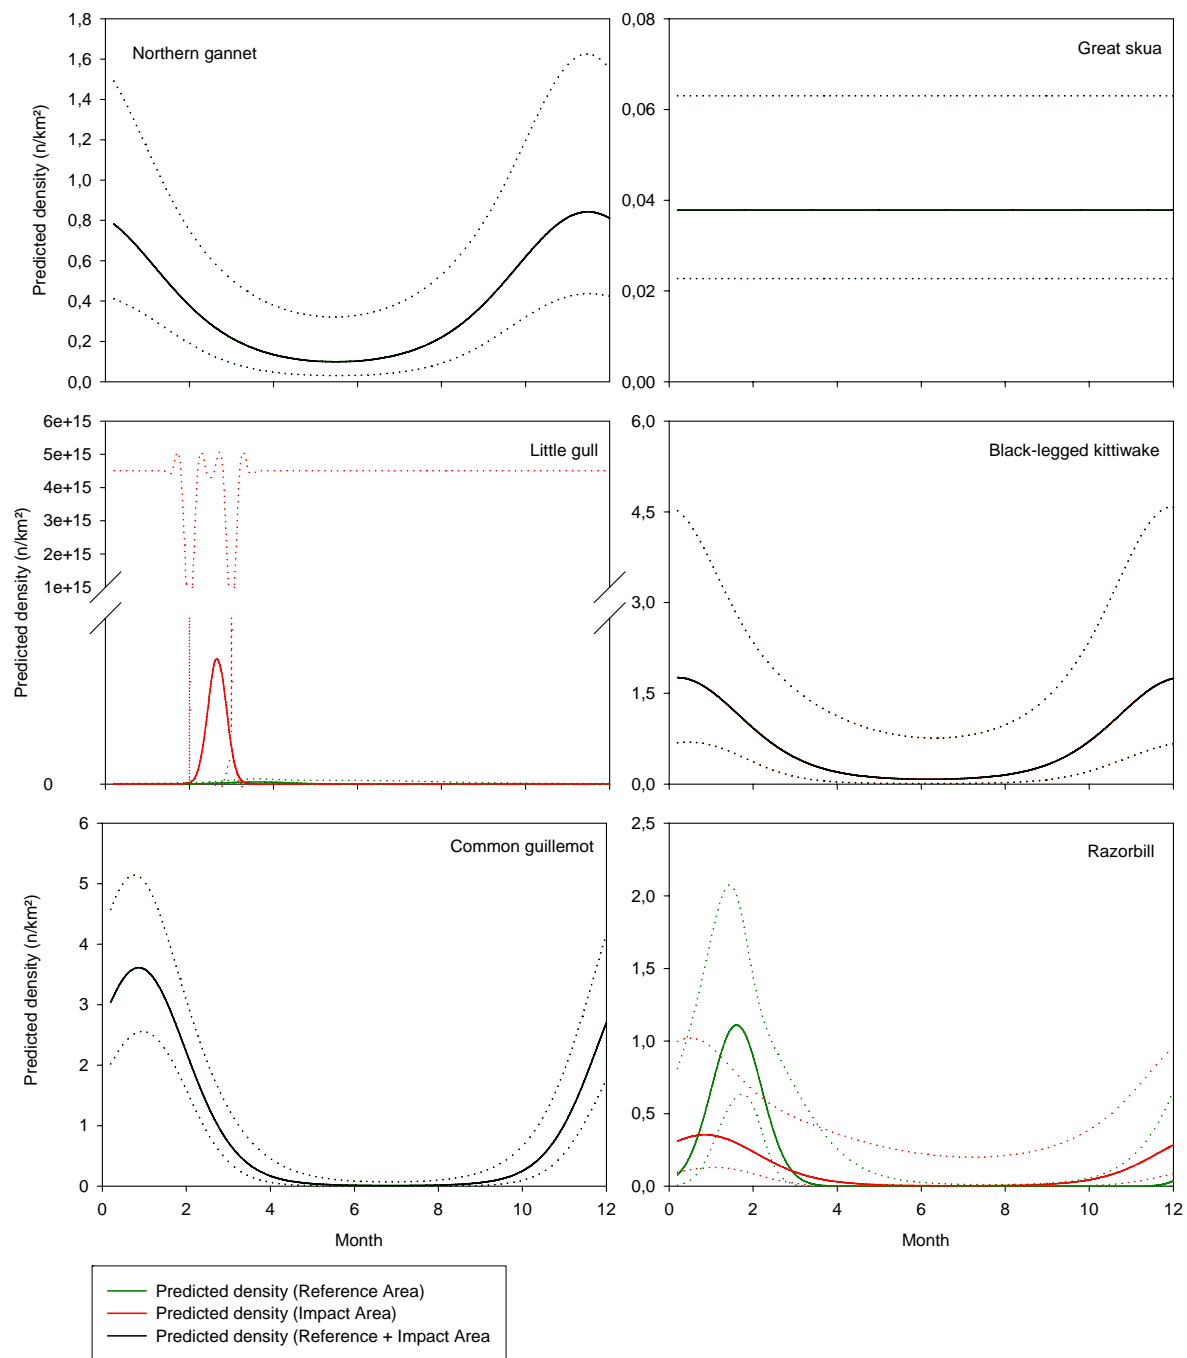 1,8
1,6
1,4
1,2
1,0
0,8
0,6
0,4
0,2
0,0
Predicted density (n/km²)
Northern gannet
0,08
0,06
0,04
0,02
0,00
Great skua
6e+15
5e+15
4e+15
3e+15
2e+15
1e+15
0
Predicted density (n/km²)
Little gull
6,0
4,5
3,0
1,5
0,0
Black-legged kittiwake
6
5
4
3
2
1
0
Predicted density (n/km²)
Common guillemot
0 2 4 6 8 10 12
Month
2,5
2,0
1,5
1,0
0,5
0,0
Razorbill
0 2 4 6 8 10 12
Month
Predicted density (Reference Area)
Predicted density (Impact Area)
Predicted density (Reference + Impact Area